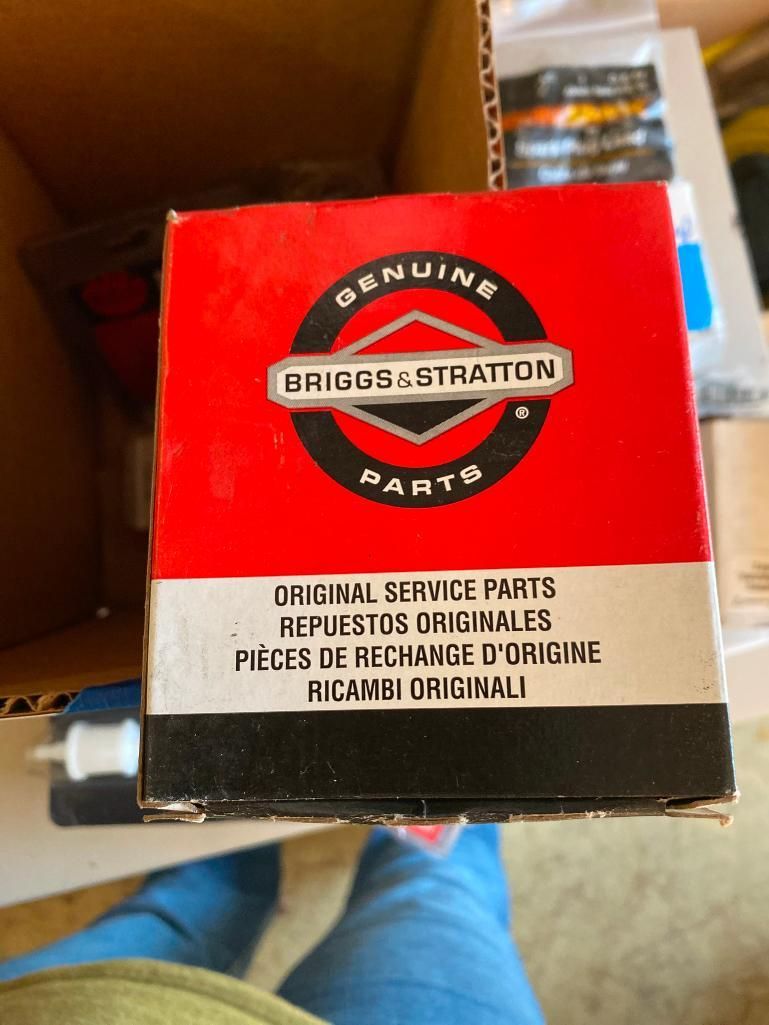 GENUINE
BRIGGS & STRATTON
®
PARTS
ORIGINAL SERVICE PARTS
REPUESTOS ORIGINALES
PIÈCES DE RECHANGE D'ORIGINE
RICAMBI ORIGINALI